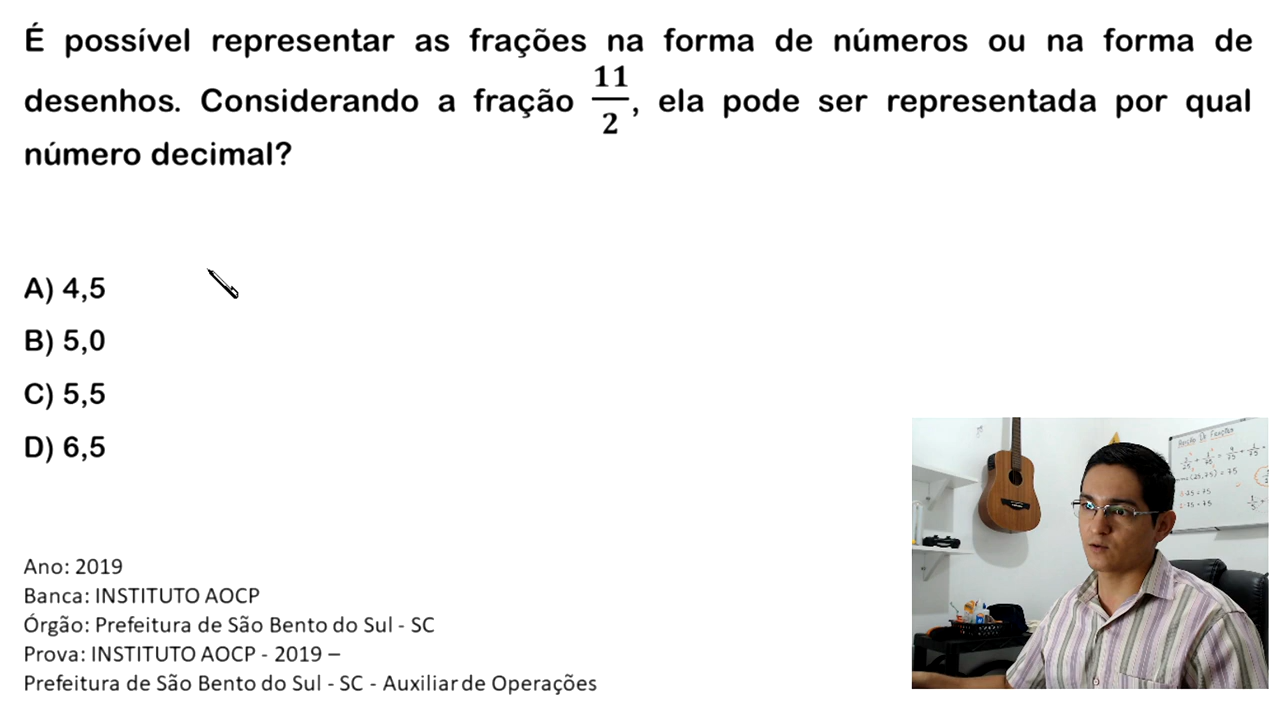 É possível representar as frações na forma de números ou na forma de
desenhos. Considerando a fração 11/2, ela pode ser representada por qual
número decimal?
A) 4,5
B) 5,0
C) 5,5
D) 6,5
Ano: 2019
Banca: INSTITUTO AOCP
Órgão: Prefeitura de São Bento do Sul - SC
Prova: INSTITUTO AOCP - 2019 –
Prefeitura de São Bento do Sul - SC - Auxiliar de Operações